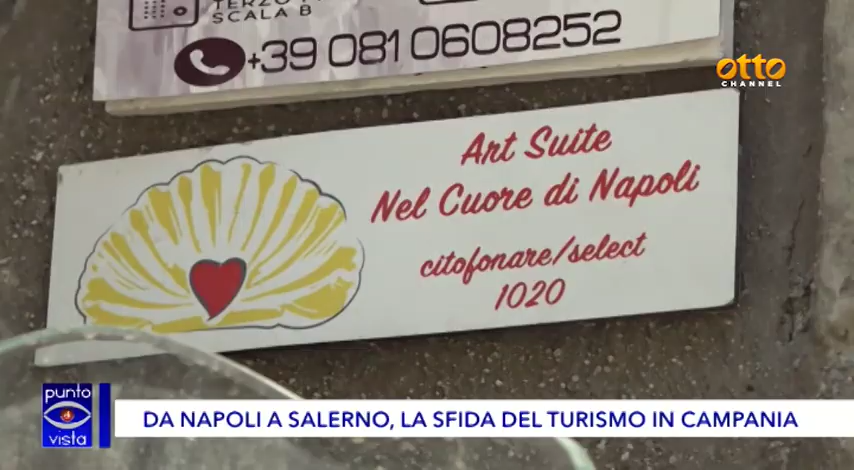 SCALA B
+39 081 0608252
otto
CHANNEL
Art Suite
Nel Cuore di Napoli
citofonare/select
1020
punto
vista
DA NAPOLI A SALERNO, LA SFIDA DEL TURISMO IN CAMPANIA